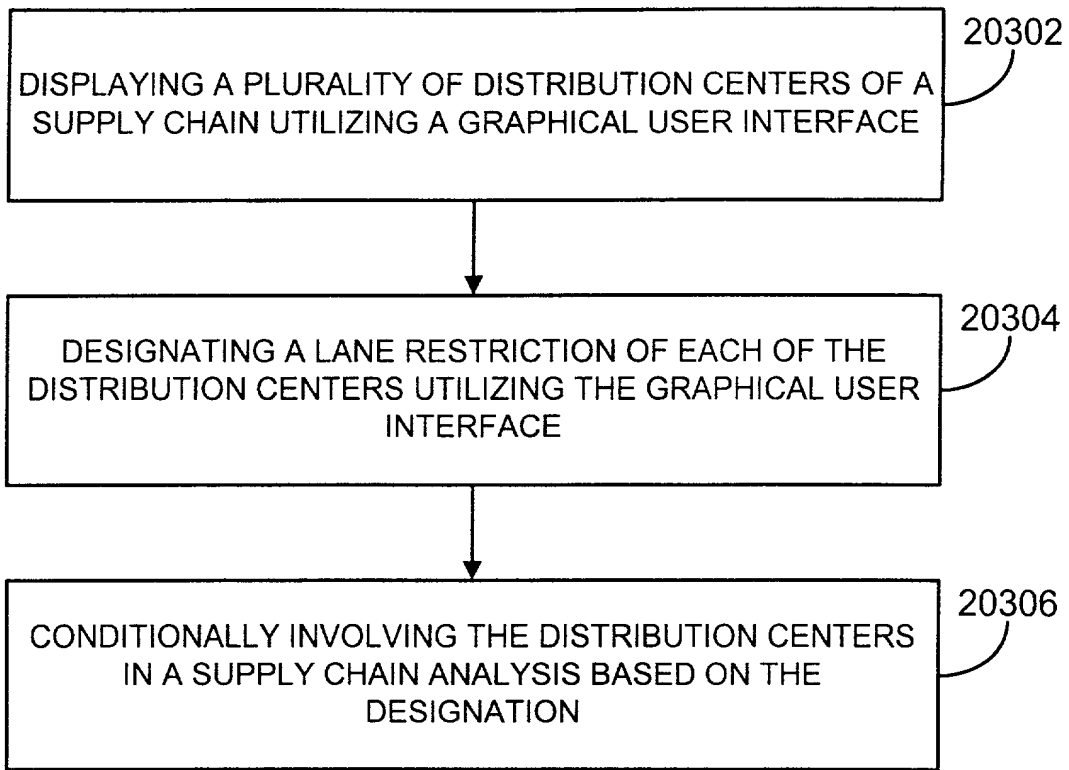 20302
DISPLAYING A PLURALITY OF DISTRIBUTION CENTERS OF A
SUPPLY CHAIN UTILIZING A GRAPHICAL USER INTERFACE
20304
DESIGNATING A LANE RESTRICTION OF EACH OF THE
DISTRIBUTION CENTERS UTILIZING THE GRAPHICAL USER
INTERFACE
20306
CONDITIONALLY INVOLVING THE DISTRIBUTION CENTERS
IN A SUPPLY CHAIN ANALYSIS BASED ON THE
DESIGNATION